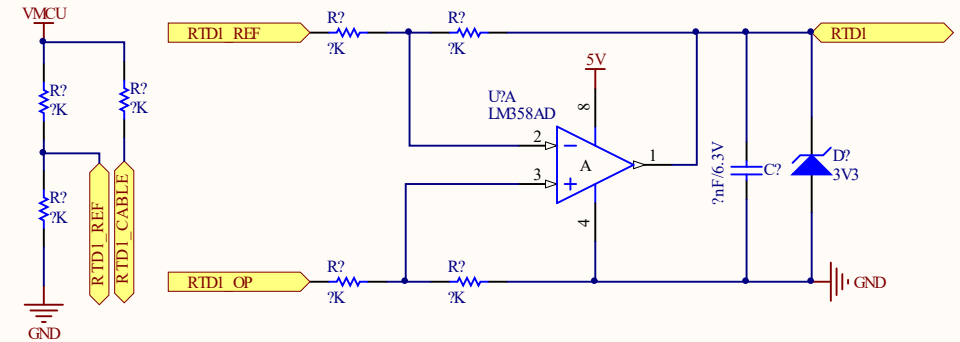 VMCU
R?
?K
R?
?K
R?
?K
RTD1_REF
RTD1_CABLE
GND
RTD1_REF
R?
?K
R?
?K
RTD1
5V
U?A
LM358AD
8
2
A
1
3
4
?nF/6.3V
C?
D?
3V3
RTD1_OP
R?
?K
R?
?K
GND